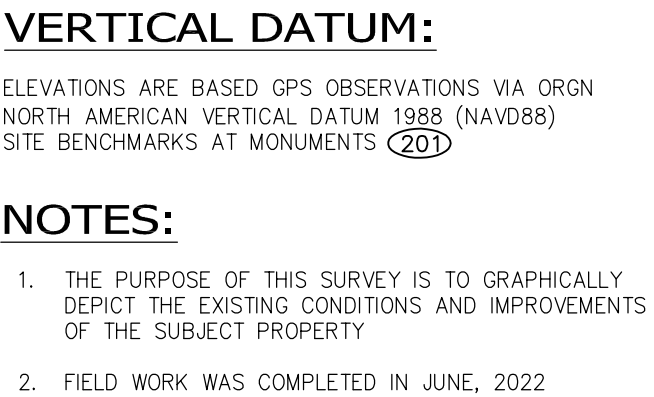 VERTICAL DATUM:
ELEVATIONS ARE BASED GPS OBSERVATIONS VIA ORGN
NORTH AMERICAN VERTICAL DATUM 1988 (NAVD88)
SITE BENCHMARKS AT MONUMENTS 201
NOTES:
1. THE PURPOSE OF THIS SURVEY IS TO GRAPHICALLY
DEPICT THE EXISTING CONDITIONS AND IMPROVEMENTS
OF THE SUBJECT PROPERTY
2. FIELD WORK WAS COMPLETED IN JUNE, 2022